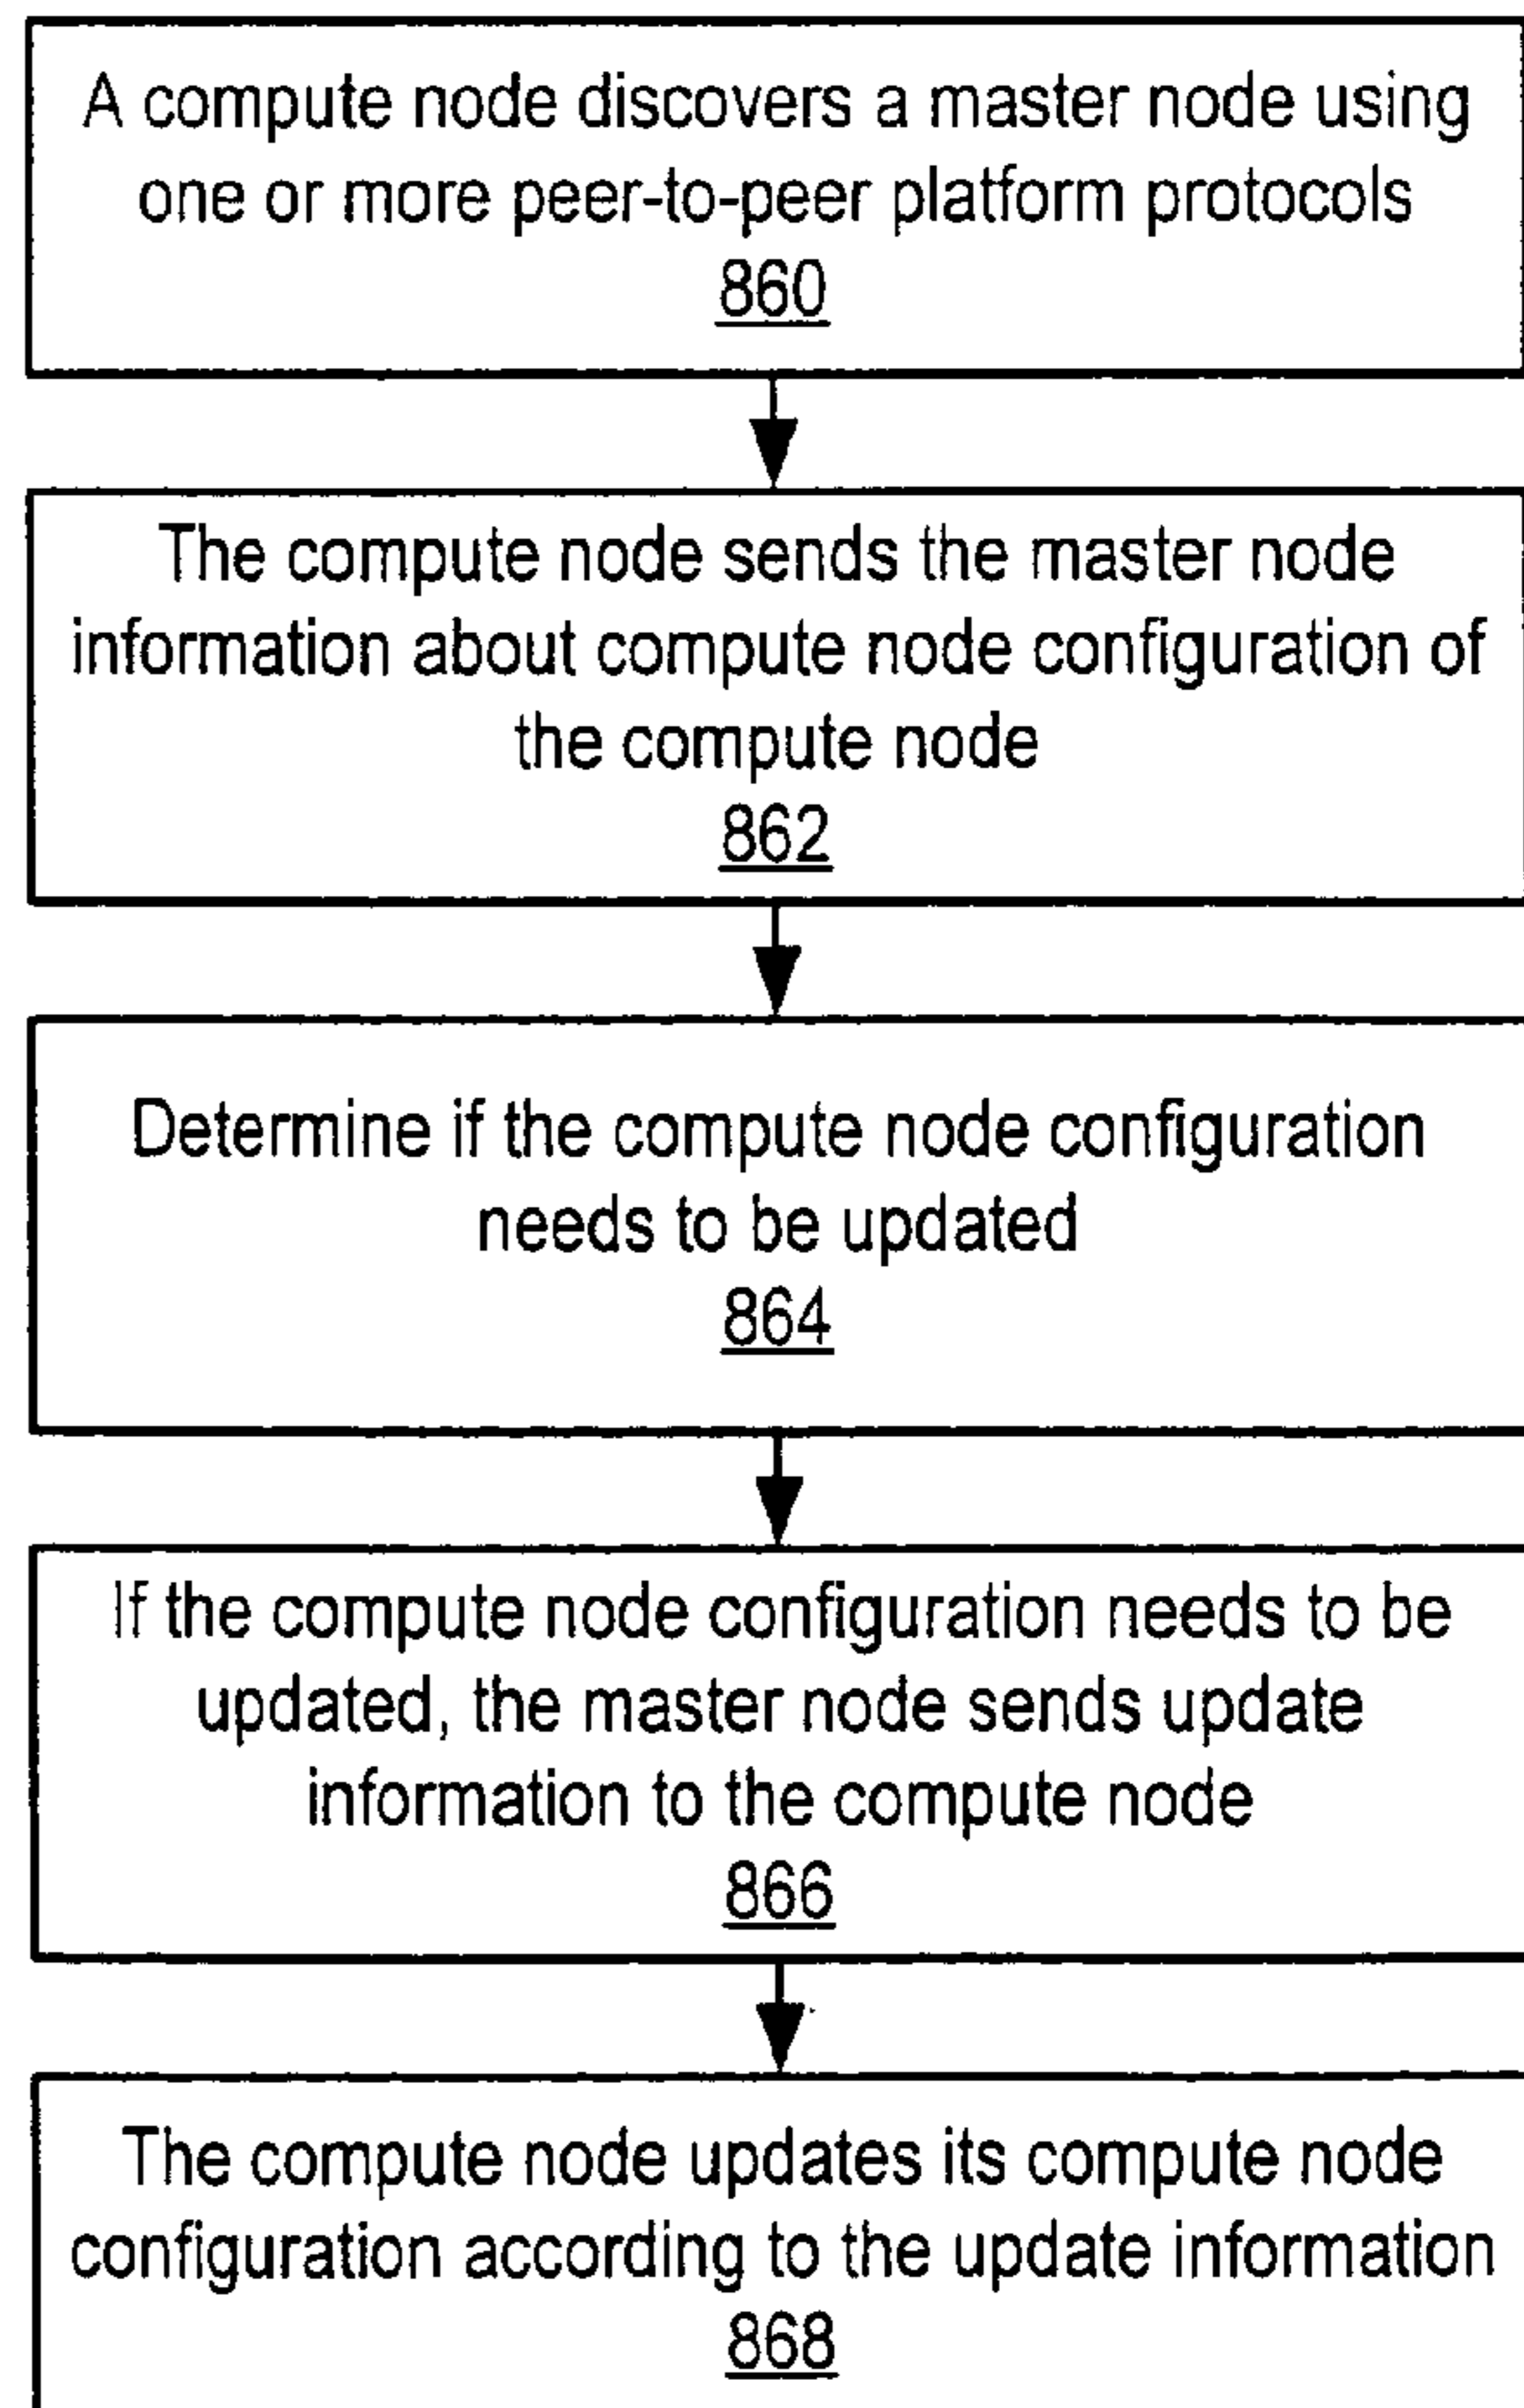 A compute node discovers a master node using
one or more peer-to-peer platform protocols
860
The compute node sends the master node
information about compute node configuration of
the compute node
862
Determine if the compute node configuration
needs to be updated
864
If the compute node configuration needs to be
updated, the master node sends update
information to the compute node
866
The compute node updates its compute node
configuration according to the update information
868